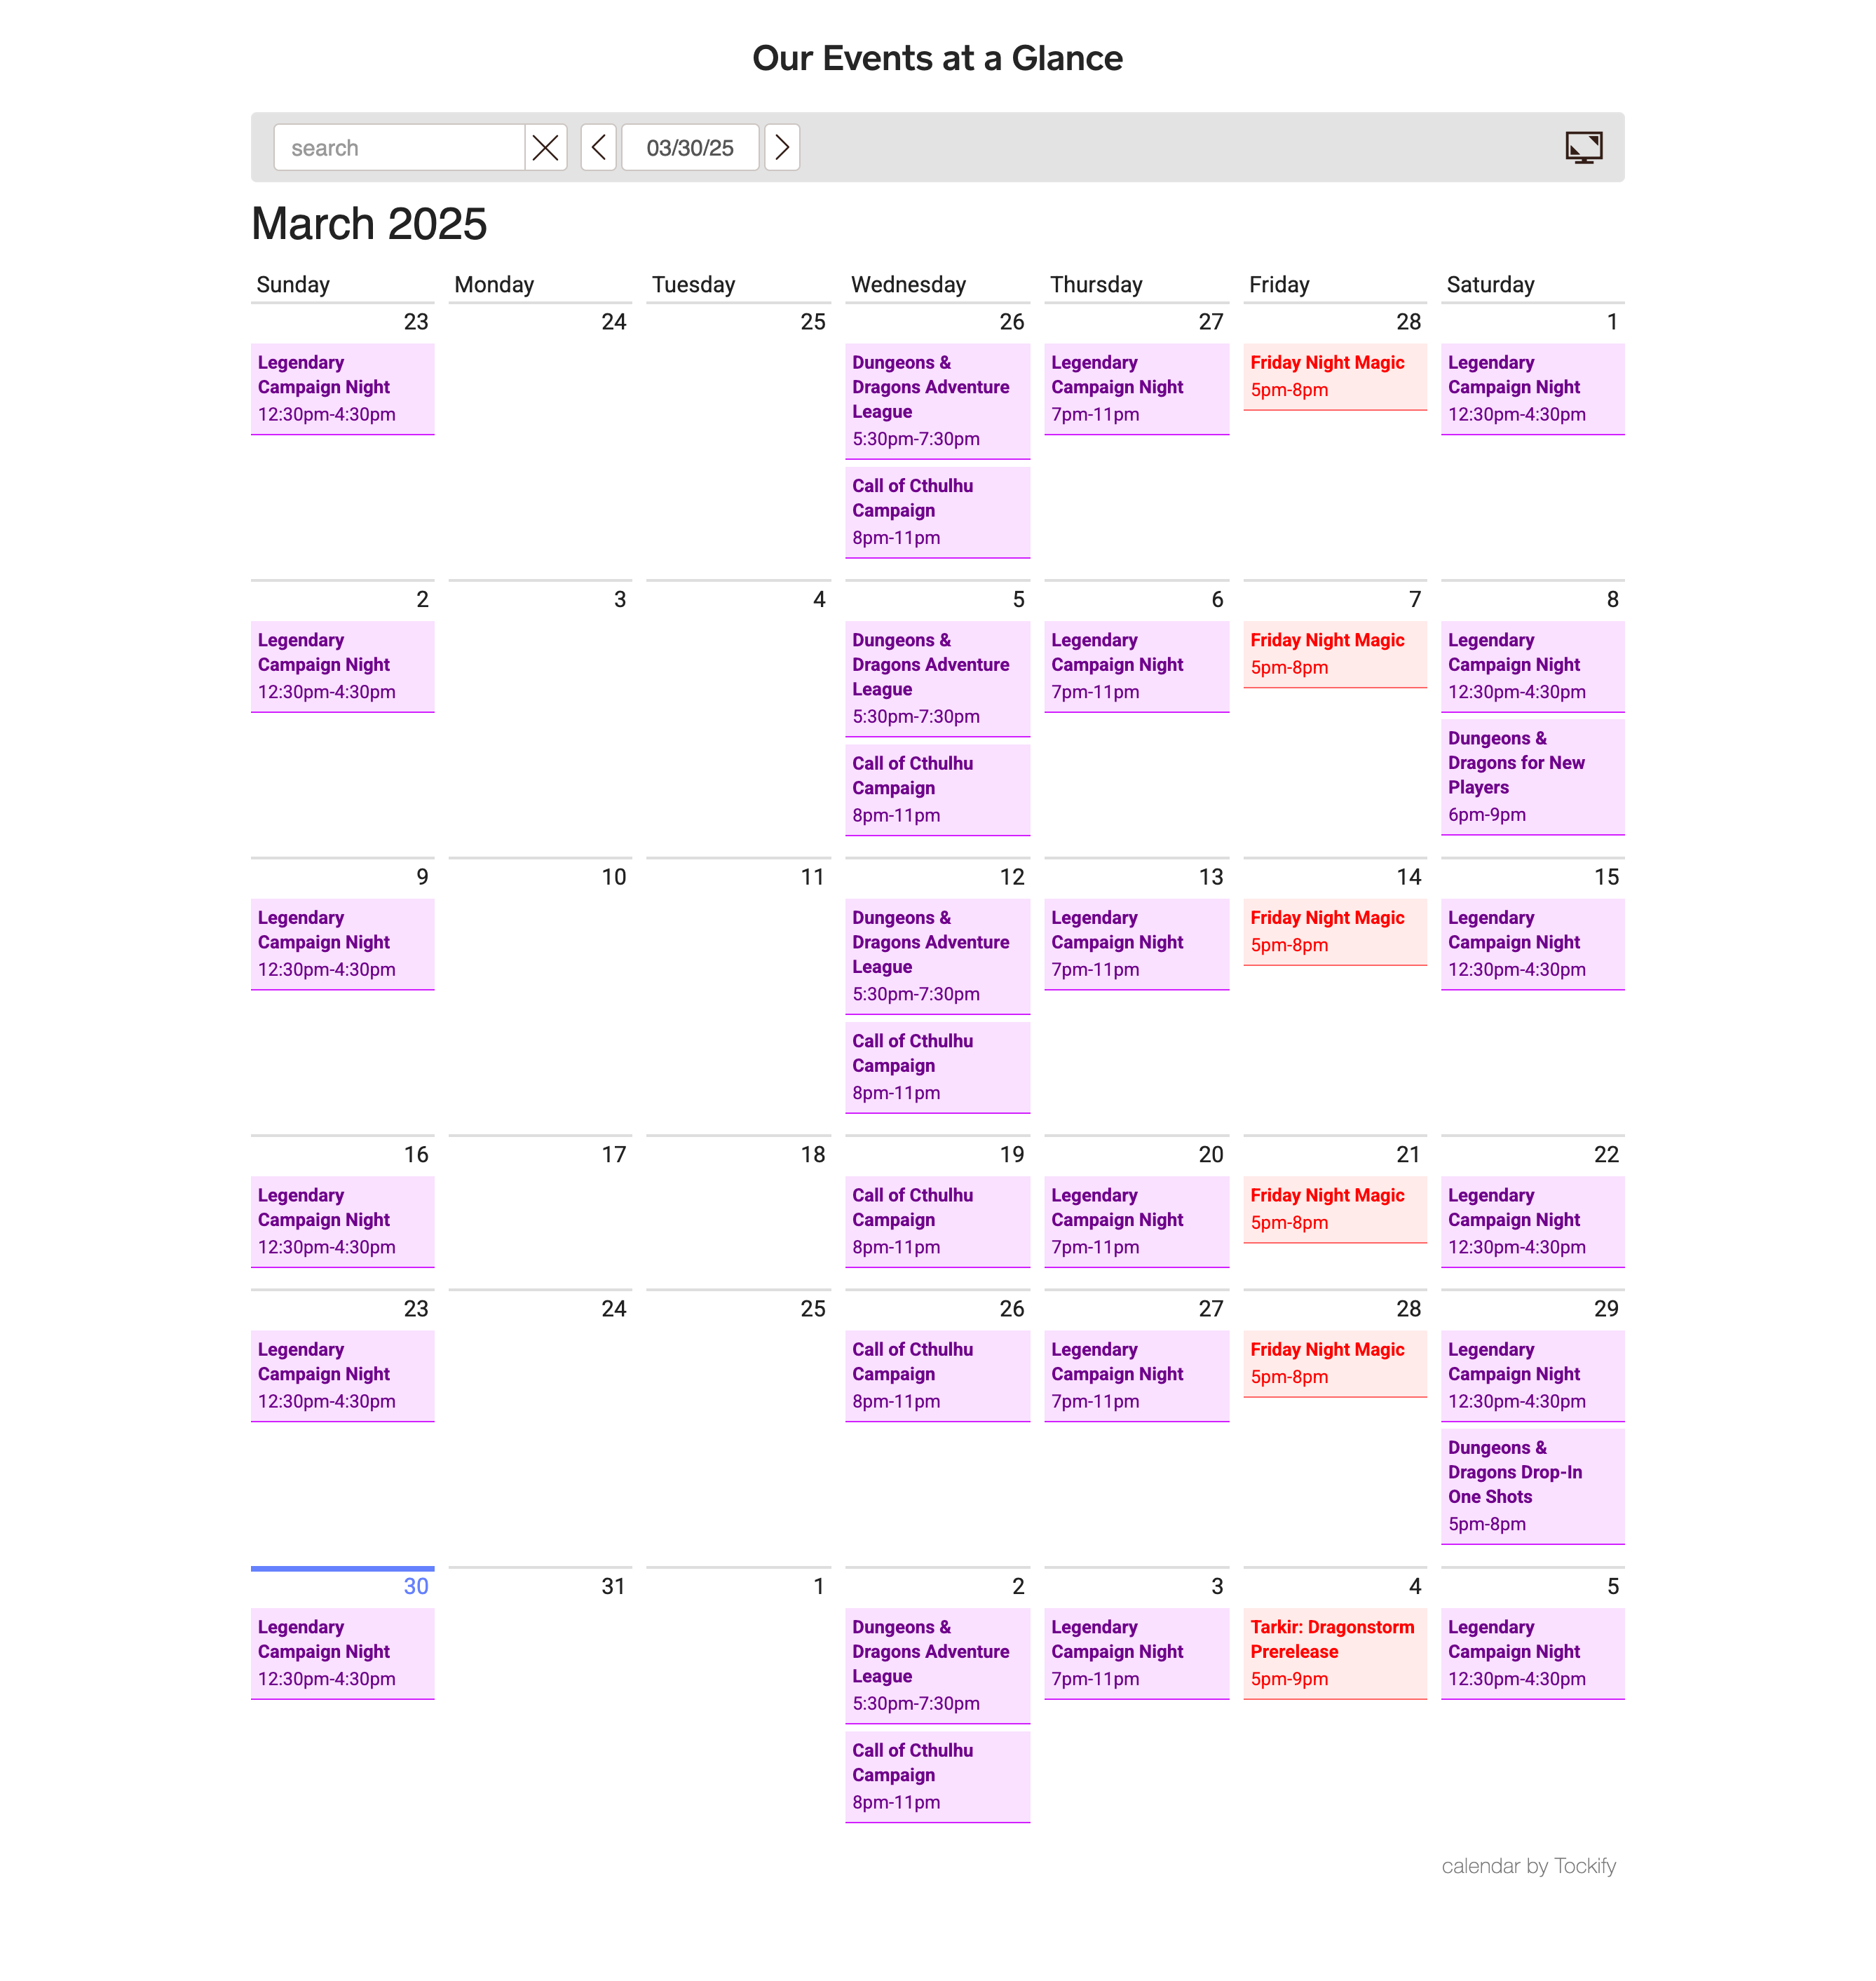 Our Events at a Glance
search
03/30/25
March 2025
Sunday Monday Tuesday Wednesday Thursday Friday Saturday
23
Legendary
Campaign Night
12:30pm-4:30pm
24
25
26
Dungeons &
Dragons Adventure
League
5:30pm-7:30pm
Call of Cthulhu
Campaign
8pm-11pm
27
Legendary
Campaign Night
7pm-11pm
28
Friday Night Magic
5pm-8pm
1
Legendary
Campaign Night
12:30pm-4:30pm
2
Legendary
Campaign Night
12:30pm-4:30pm
3
4
5
Dungeons &
Dragons Adventure
League
5:30pm-7:30pm
Call of Cthulhu
Campaign
8pm-11pm
6
Legendary
Campaign Night
7pm-11pm
7
Friday Night Magic
5pm-8pm
8
Legendary
Campaign Night
12:30pm-4:30pm
Dungeons &
Dragons for New
Players
6pm-9pm
9
Legendary
Campaign Night
12:30pm-4:30pm
10
11
12
Dungeons &
Dragons Adventure
League
5:30pm-7:30pm
Call of Cthulhu
Campaign
8pm-11pm
13
Legendary
Campaign Night
7pm-11pm
14
Friday Night Magic
5pm-8pm
15
Legendary
Campaign Night
12:30pm-4:30pm
16
Legendary
Campaign Night
12:30pm-4:30pm
17
18
19
Call of Cthulhu
Campaign
8pm-11pm
20
Legendary
Campaign Night
7pm-11pm
21
Friday Night Magic
5pm-8pm
22
Legendary
Campaign Night
12:30pm-4:30pm
23
Legendary
Campaign Night
12:30pm-4:30pm
24
25
26
Call of Cthulhu
Campaign
8pm-11pm
27
Legendary
Campaign Night
7pm-11pm
28
Friday Night Magic
5pm-8pm
29
Legendary
Campaign Night
12:30pm-4:30pm
Dungeons &
Dragons Drop-In
One Shots
5pm-8pm
30
Legendary
Campaign Night
12:30pm-4:30pm
31
1
2
Dungeons &
Dragons Adventure
League
5:30pm-7:30pm
Call of Cthulhu
Campaign
8pm-11pm
3
Legendary
Campaign Night
7pm-11pm
4
Tarkir: Dragonstorm
Prerelease
5pm-9pm
5
Legendary
Campaign Night
12:30pm-4:30pm
calendar by Tockify